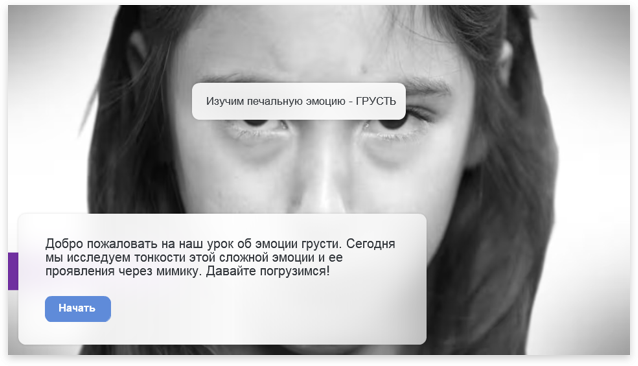 Изучим печальную эмоцию - ГРУСТЬ
Добро пожаловать на наш урок об эмоции грусти. Сегодня
мы исследуем тонкости этой сложной эмоции и ее
проявления через мимику. Давайте погрузимся!
Начать